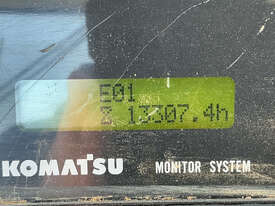 E01
⌛ 13307.4h
KOMATSU
MONITOR SYSTEM